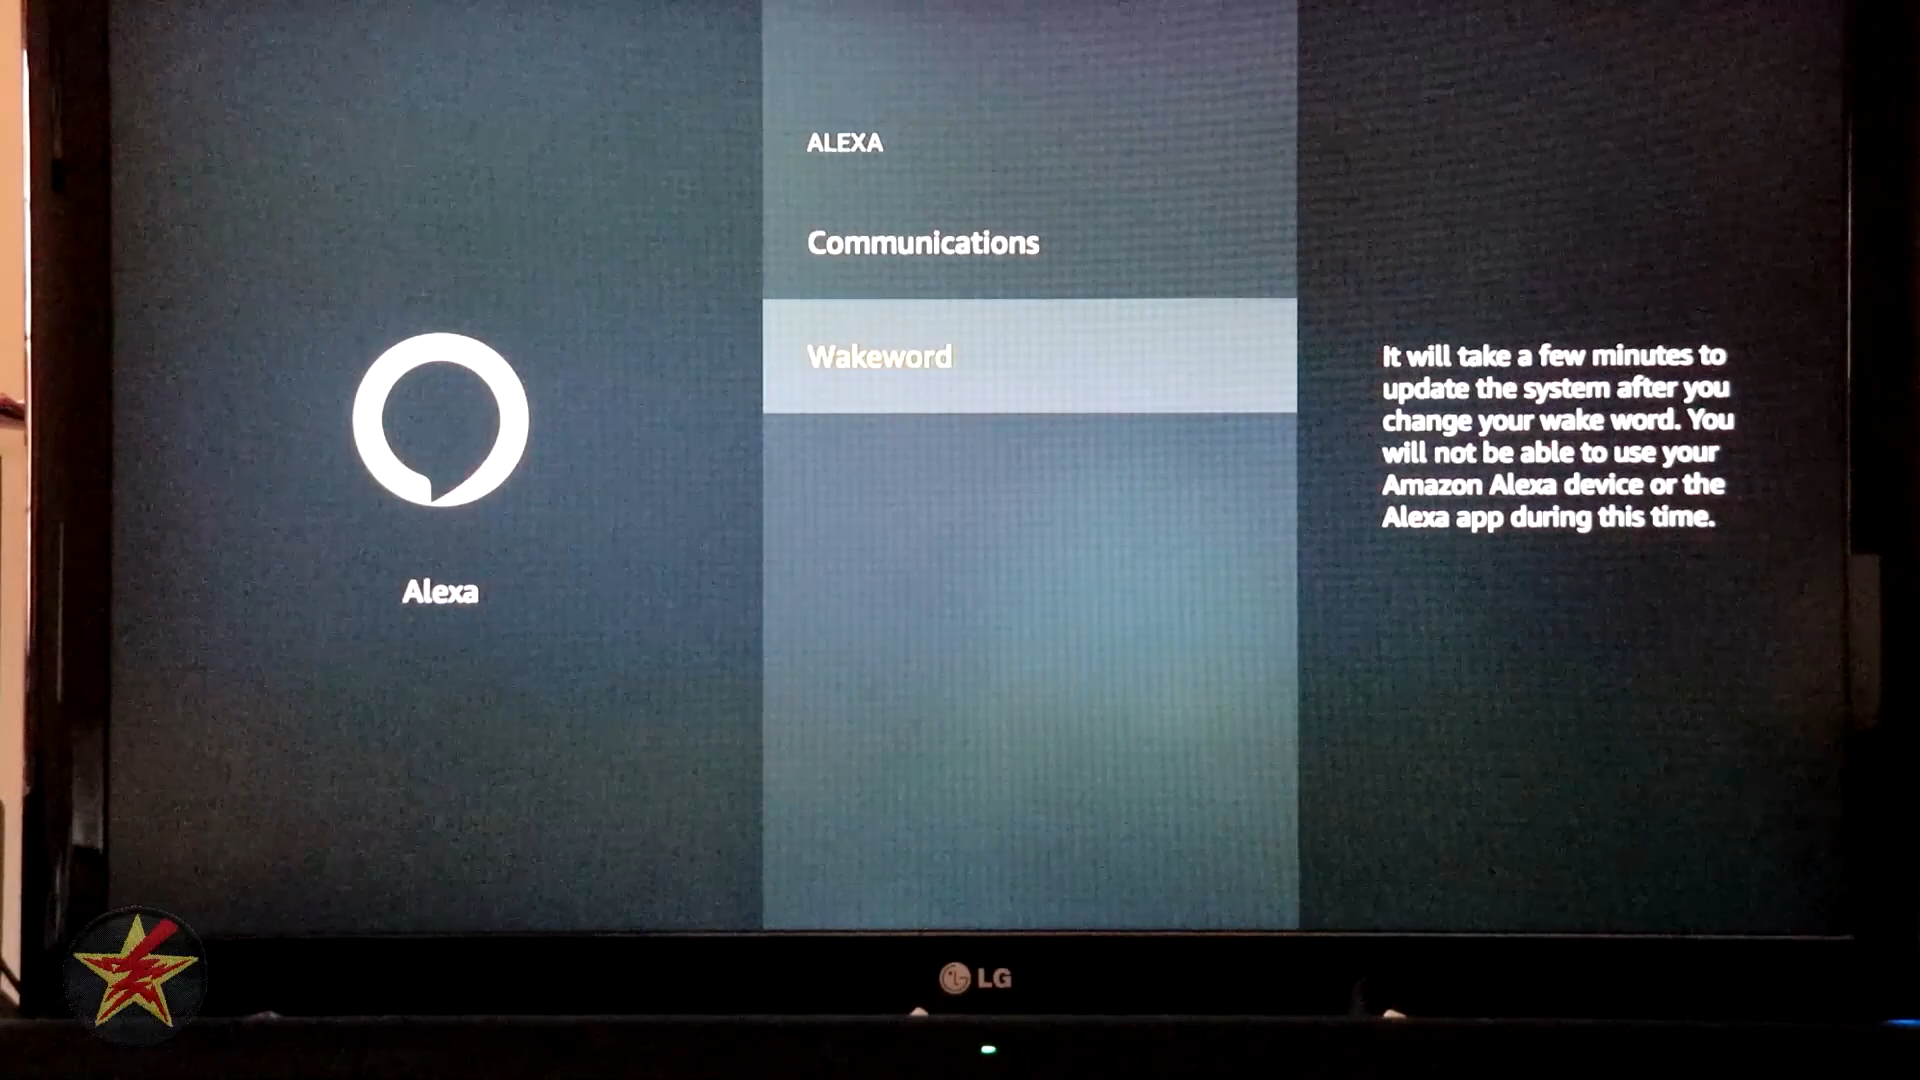 ALEXA
Communications
Wakeword
Alexa
It will take a few minutes to
update the system after you
change your wake word. You
will not be able to use your
Amazon Alexa device or the
Alexa app during this time.
LG